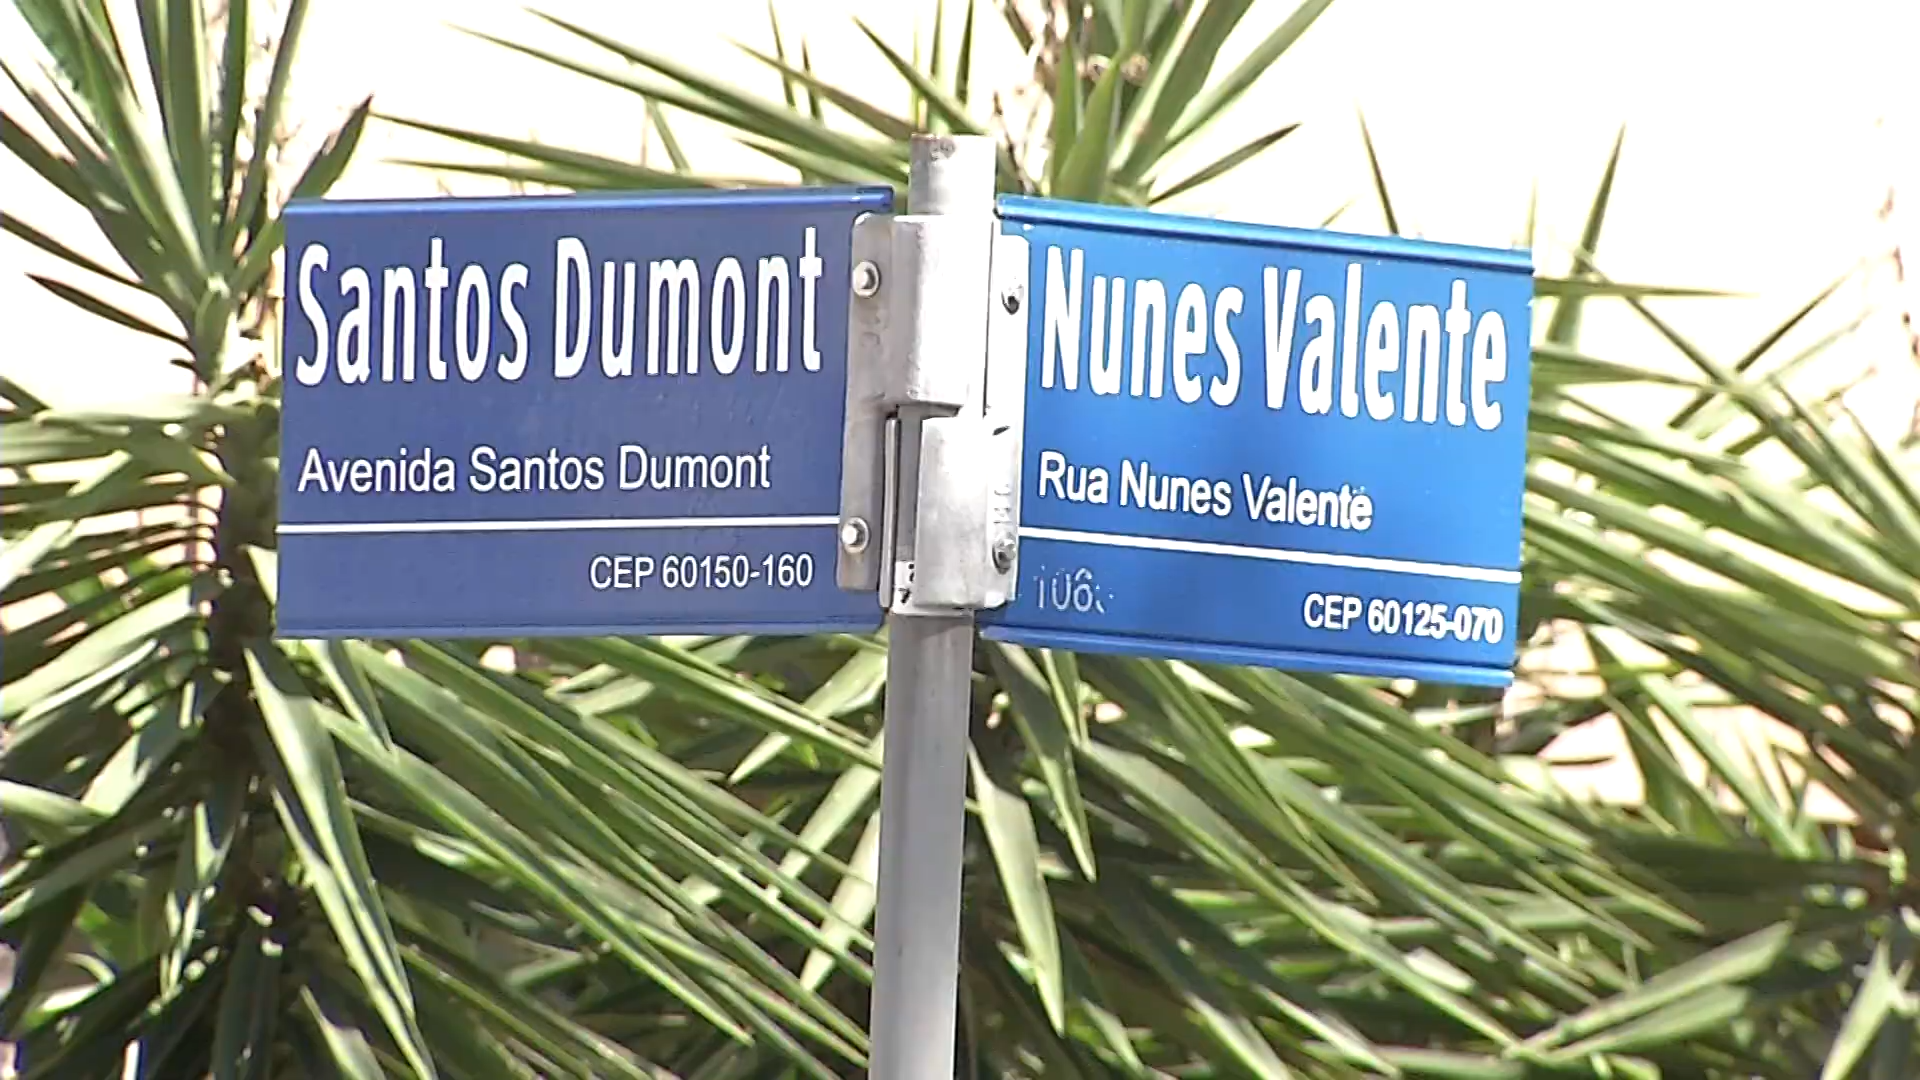 Santos Dumont
Avenida Santos Dumont
CEP 60150-160
Nunes Valente
Rua Nunes Valente
CEP 60125-070